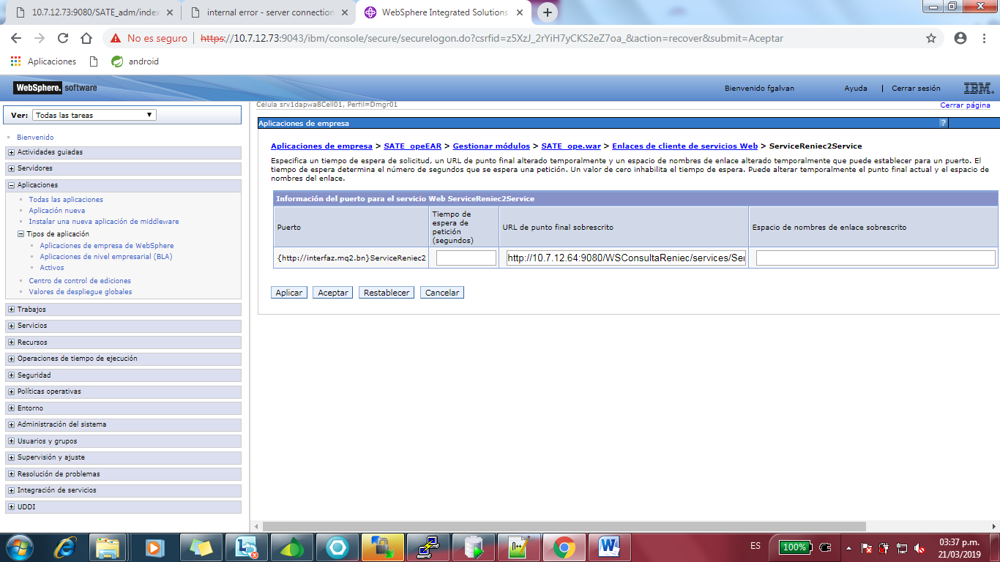 10.7.12.73:9080/SATE_adm/index
internal error - server connection
WebSphere Integrated Solutions
No es seguro
https://10.7.12.73:9043/ibm/console/secure/securelogon.do?csrfid=z5XzJ_2rYiH7yCKS2eZ7oa_&action=recover&submit=Aceptar
Aplicaciones
android
WebSphere. software
Bienvenido fgalvan
Ayuda
Cerrar sesión
IBM.
Ver: Todas las tareas
Bienvenido
Actividades guiadas
Servidores
Aplicaciones
Todas las aplicaciones
Aplicación nueva
Instalar una nueva aplicación de middleware
Tipos de aplicación
Aplicaciones de empresa de WebSphere
Aplicaciones de nivel empresarial (BLA)
Activos
Centro de control de ediciones
Valores de despliegue globales
Trabajos
Servicios
Recursos
Operaciones de tiempo de ejecución
Seguridad
Políticas operativas
Entorno
Administración del sistema
Usuarios y grupos
Supervisión y ajuste
Resolución de problemas
Integración de servicios
UDDI
Célula srv1dapwa8Cell01, Perfil=Dmgr01
Cerrar página
Aplicaciones de empresa
?
Aplicaciones de empresa > SATE_opeEAR > Gestionar módulos > SATE_ope.war > Enlaces de cliente de servicios Web > ServiceReniec2Service
Especifica un tiempo de espera de solicitud, un URL de punto final alterado temporalmente y un espacio de nombres de enlace alterado temporalmente que puede establecer para un puerto. El
tiempo de espera determina el número de segundos que se espera una petición. Un valor de cero inhabilita el tiempo de espera. Puede alterar temporalmente el punto final actual y el espacio de
nombres del enlace.
Información del puerto para el servicio Web ServiceReniec2Service
Puerto
Tiempo de
espera de
petición
(segundos)
URL de punto final sobrescrito
Espacio de nombres de enlace sobrescrito
{http://interfaz.mq2.bn}ServiceReniec2
http://10.7.12.64:9080/WSConsultaReniec/services/Ser
Aplicar
Aceptar
Restablecer
Cancelar
ES
100%
03:37 p.m.
21/03/2019